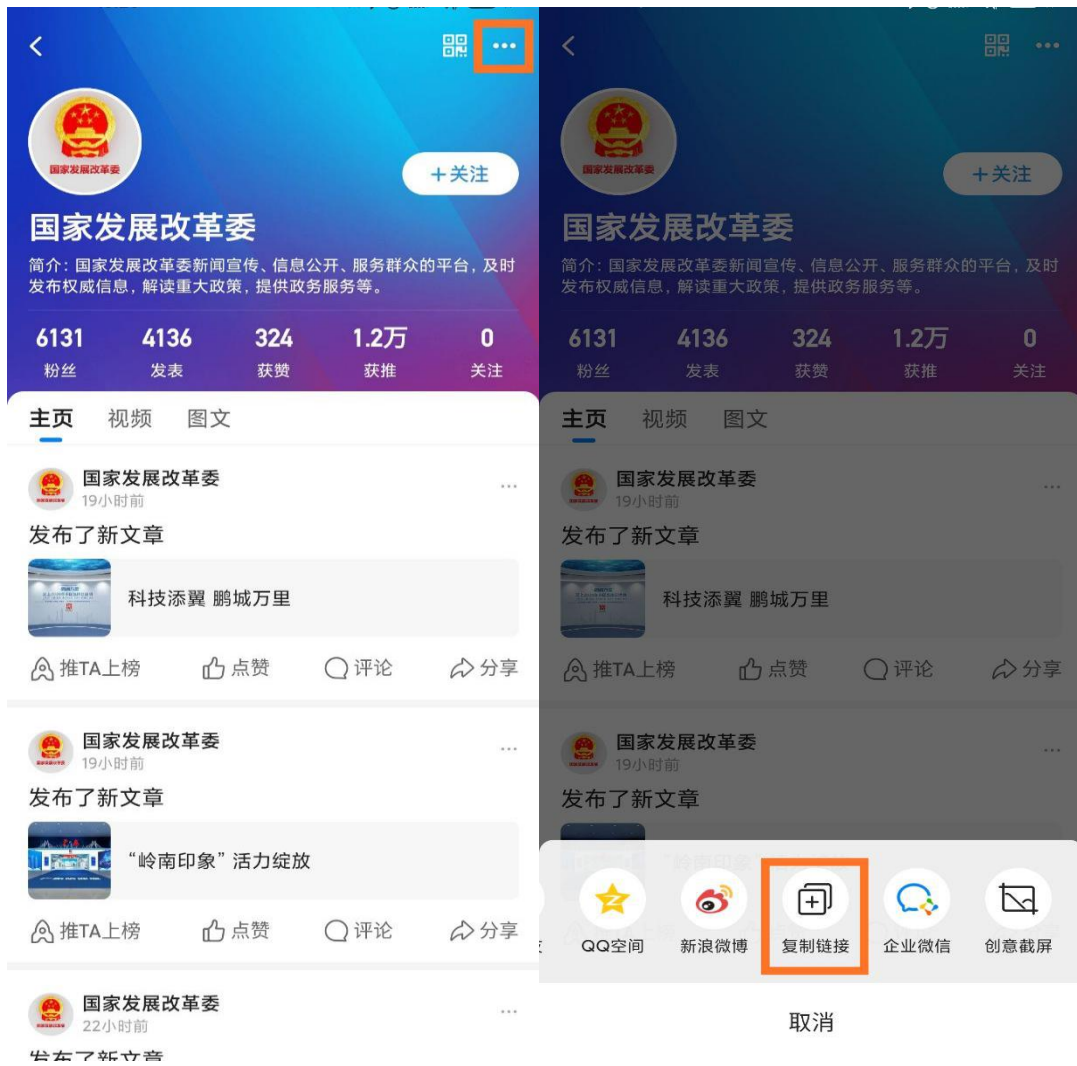 国家发展改革委
+关注
国家发展改革委
简介：国家发展改革委新闻宣传、信息公开、服务群众的平台，及时
发布权威信息，解读重大政策，提供政务服务等。
6131 4136 324 1.2万 0
粉丝 发表 获赞 获推 关注
主页 视频 图文
国家发展改革委
19小时前
发布了新文章
科技添翼 鹏城万里
推TA上榜 点赞 评论 分享
国家发展改革委
19小时前
发布了新文章
“岭南印象”活力绽放
推TA上榜 点赞 评论 分享
国家发展改革委
22小时前
发布了新文章
国家发展改革委
+关注
国家发展改革委
简介：国家发展改革委新闻宣传、信息公开、服务群众的平台，及时
发布权威信息，解读重大政策，提供政务服务等。
6131 4136 324 1.2万 0
粉丝 发表 获赞 获推 关注
主页 视频 图文
国家发展改革委
19小时前
发布了新文章
科技添翼 鹏城万里
推TA上榜 点赞 评论 分享
国家发展改革委
19小时前
发布了新文章
“岭南印象”活力绽放
QQ空间 新浪微博 复制链接 企业微信 创意截屏
取消